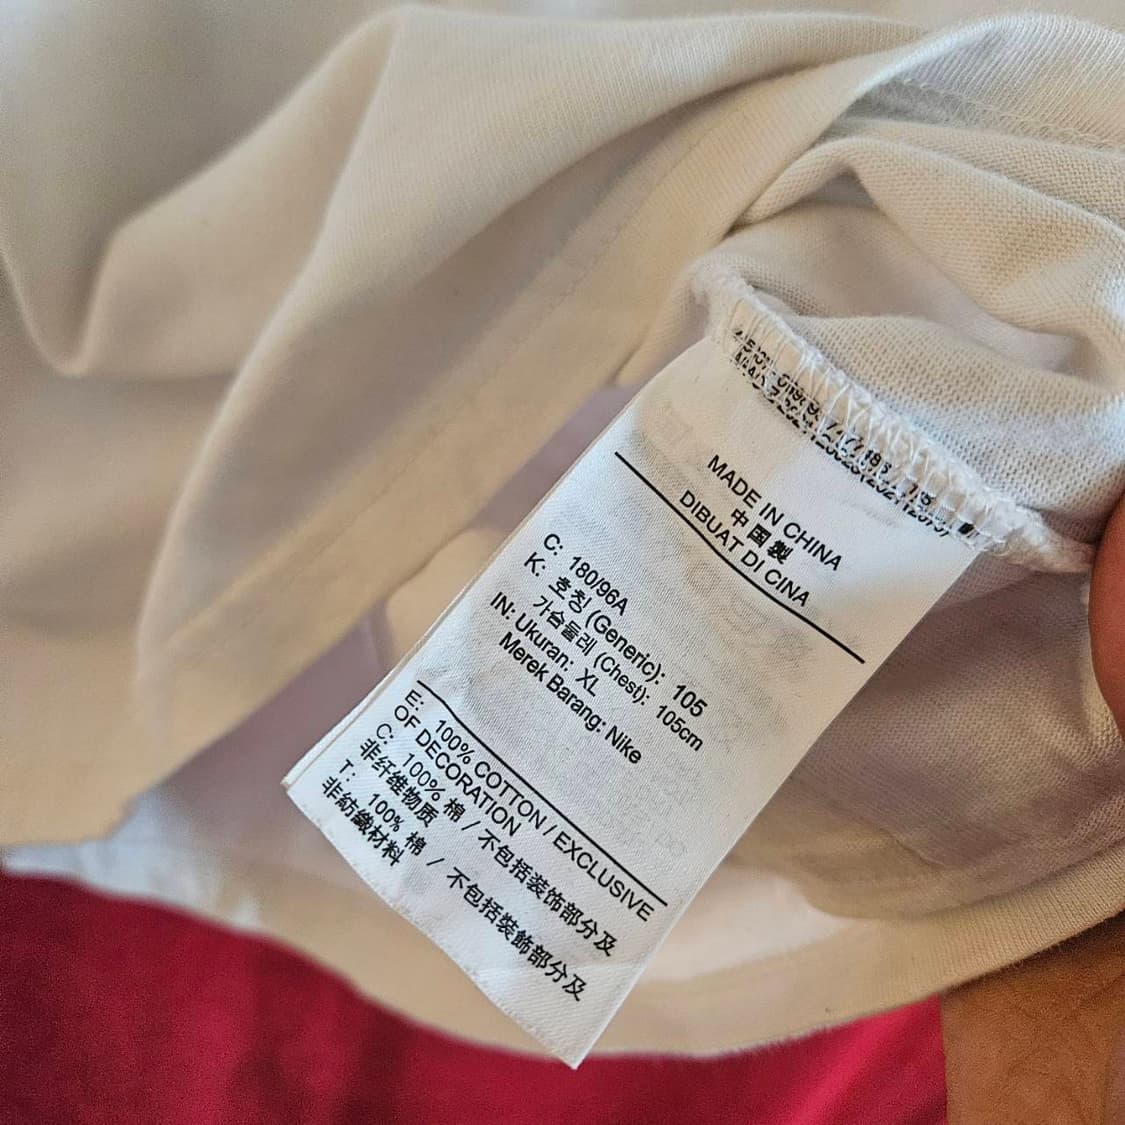 MADE IN CHINA
中国製
DIBUAT DI CINA
C: 180/96A
K: 호칭 (Generic): 105
가슴둘레 (Chest): 105cm
IN: Ukuran: XL
Merek Barang: Nike
E: 100% COTTON / EXCLUSIVE
OF DECORATION
C: 100% 棉 / 不包括装饰部分及
非纤维物质
T: 100% 棉 / 不包括裝飾部分及
非紡織材料